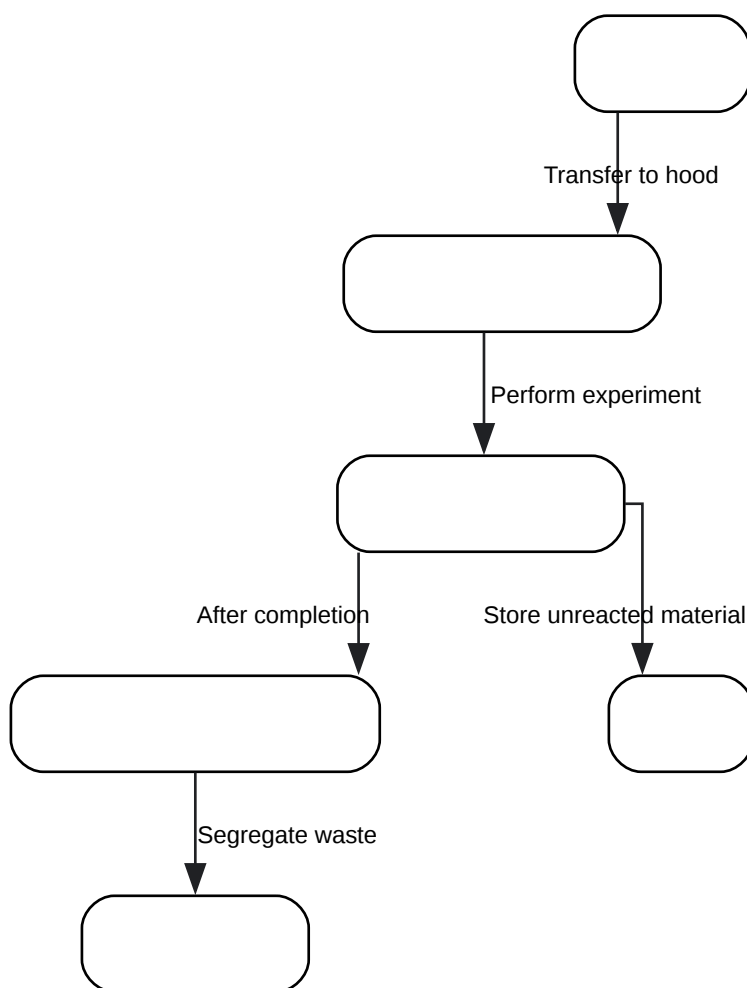 Transfer to hood
Perform experiment
After completion
Store unreacted material
Segregate waste